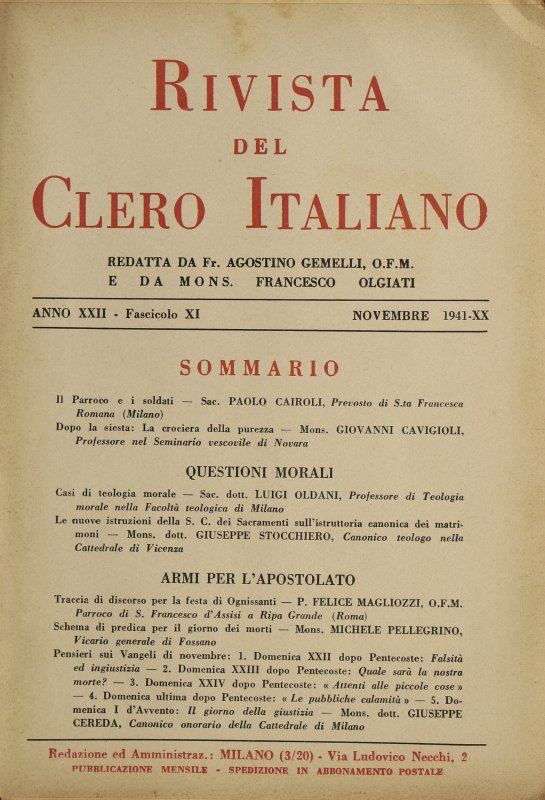 RIVISTA
DEL
CLERO ITALIANO
REDATTA DA Fr. AGOSTINO GEMELLI, O.F.M.
E DA MONS. FRANCESCO OLGIATI
ANNO XXII - Fascicolo XI NOVEMBRE 1941-XX
SOMMARIO
Il Parroco e i soldati — Sac. PAOLO CAIROLI, Prevosto di S.ta Francesca
Romana (Milano)
Dopo la siesta: La crociera della purezza — Mons. GIOVANNI CAVIGIOLI,
Professore nel Seminario vescovile di Novara
QUESTIONI MORALI
Casi di teologia morale — Sac. dott. LUIGI OLDANI, Professore di Teologia
morale nella Facoltà teologica di Milano
Le nuove istruzioni della S. C. dei Sacramenti sull'istruttoria canonica dei matri-
moni — Mons. dott. GIUSEPPE STOCCHIERO, Canonico teologo nella
Cattedrale di Vicenza
ARMI PER L'APOSTOLATO
Traccia di discorso per la festa di Ognissanti — P. FELICE MAGLIOZZI, O.F.M.
Parroco di S. Francesco d'Assisi a Ripa Grande (Roma)
Schema di predica per il giorno dei morti — Mons. MICHELE PELLEGRINO,
Vicario generale di Fossano
Pensieri sui Vangeli di novembre: 1. Domenica XXII dopo Pentecoste: Falsità
ed ingiustizia — 2. Domenica XXIII dopo Pentecoste: Quale sarà la nostra
morte? — 3. Domenica XXIV dopo Pentecoste: « Attenti alle piccole cose »
— 4. Domenica ultima dopo Pentecoste: « Le pubbliche calamità » — 5. Do-
menica I d'Avvento: Il giorno della giustizia — Mons. dott. GIUSEPPE
CEREDA, Canonico onorario della Cattedrale di Milano
Redazione ed Amministraz.: MILANO (3/20) - Via Ludovico Necchi, 2
PUBBLICAZIONE MENSILE - SPEDIZIONE IN ABBONAMENTO POSTALE